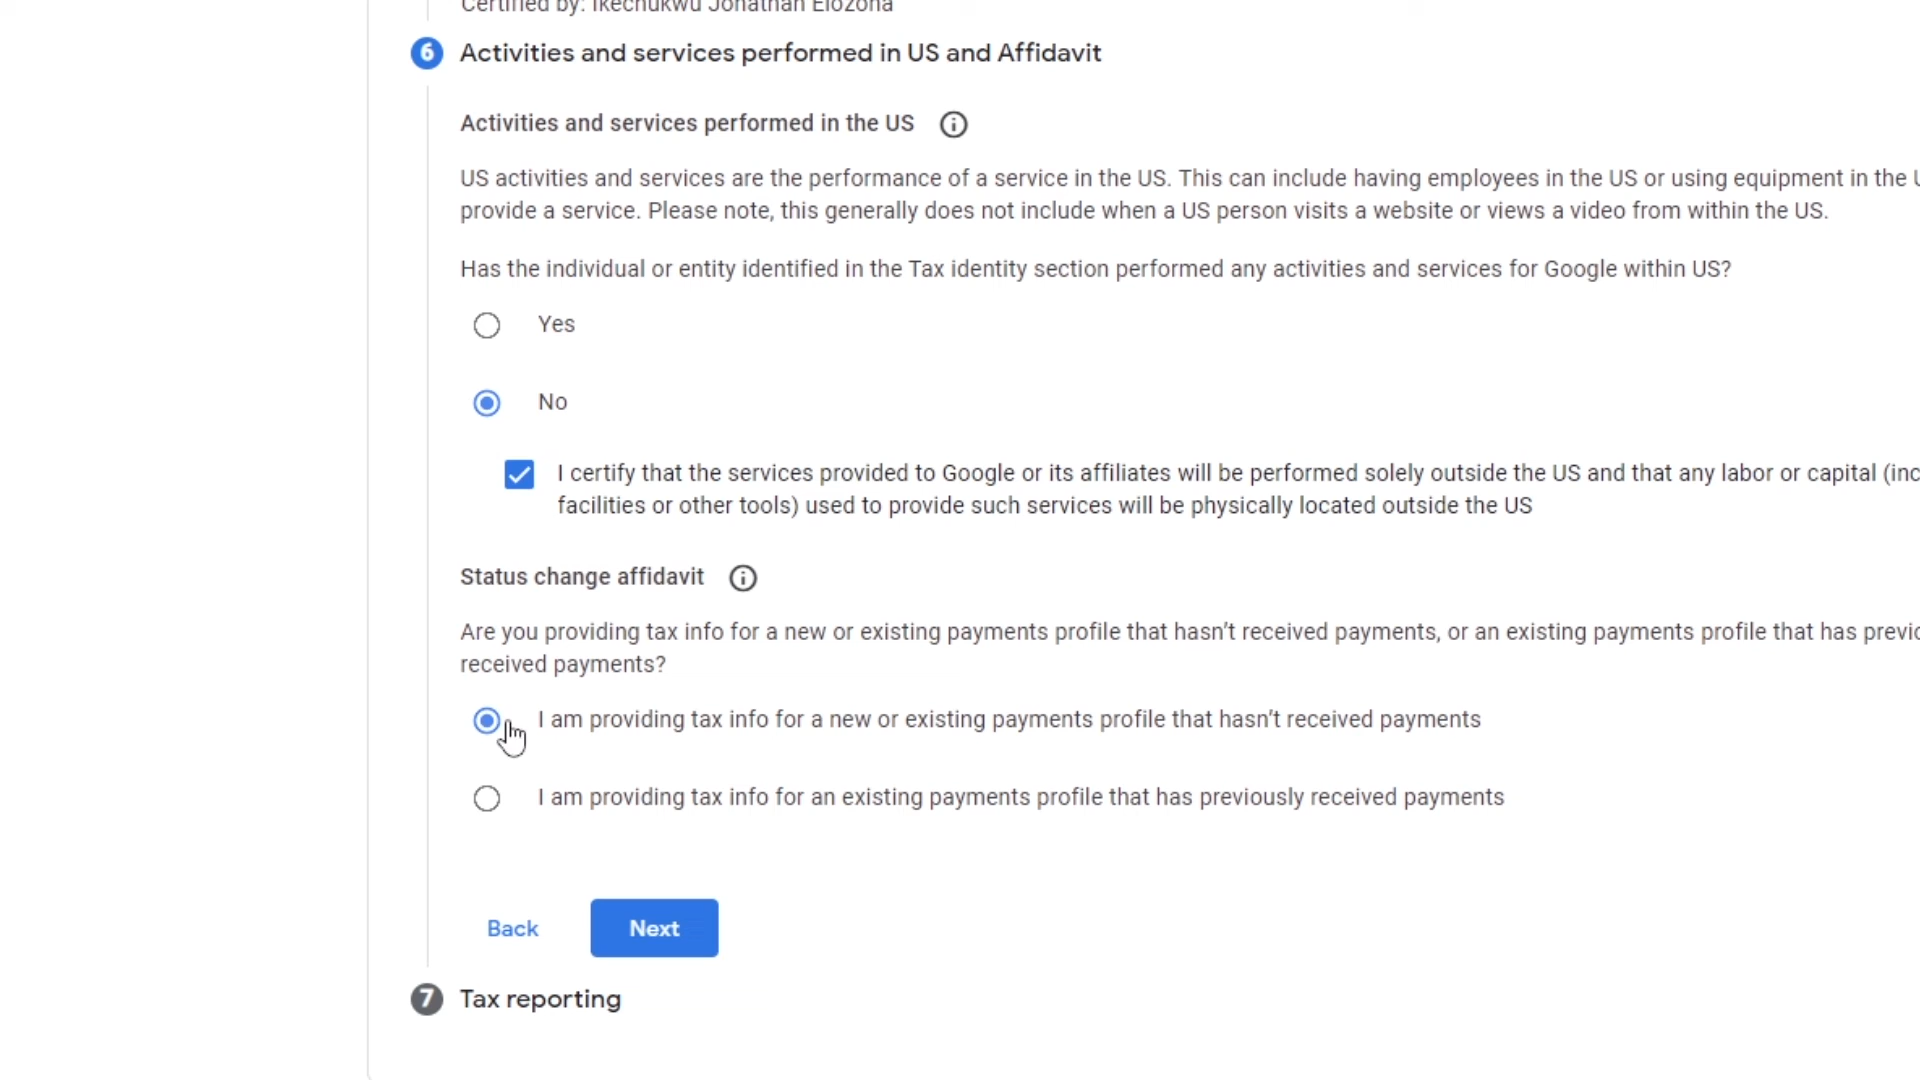 Certified by: Ikechukwu Jonathan Elozona
6 Activities and services performed in US and Affidavit
Activities and services performed in the US
US activities and services are the performance of a service in the US. This can include having employees in the US or using equipment in the
provide a service. Please note, this generally does not include when a US person visits a website or views a video from within the US.
Has the individual or entity identified in the Tax identity section performed any activities and services for Google within US?
Yes
No
I certify that the services provided to Google or its affiliates will be performed solely outside the US and that any labor or capital (inc
facilities or other tools) used to provide such services will be physically located outside the US
Status change affidavit
Are you providing tax info for a new or existing payments profile that hasn't received payments, or an existing payments profile that has previo
received payments?
I am providing tax info for a new or existing payments profile that hasn't received payments
I am providing tax info for an existing payments profile that has previously received payments
Back Next
7 Tax reporting